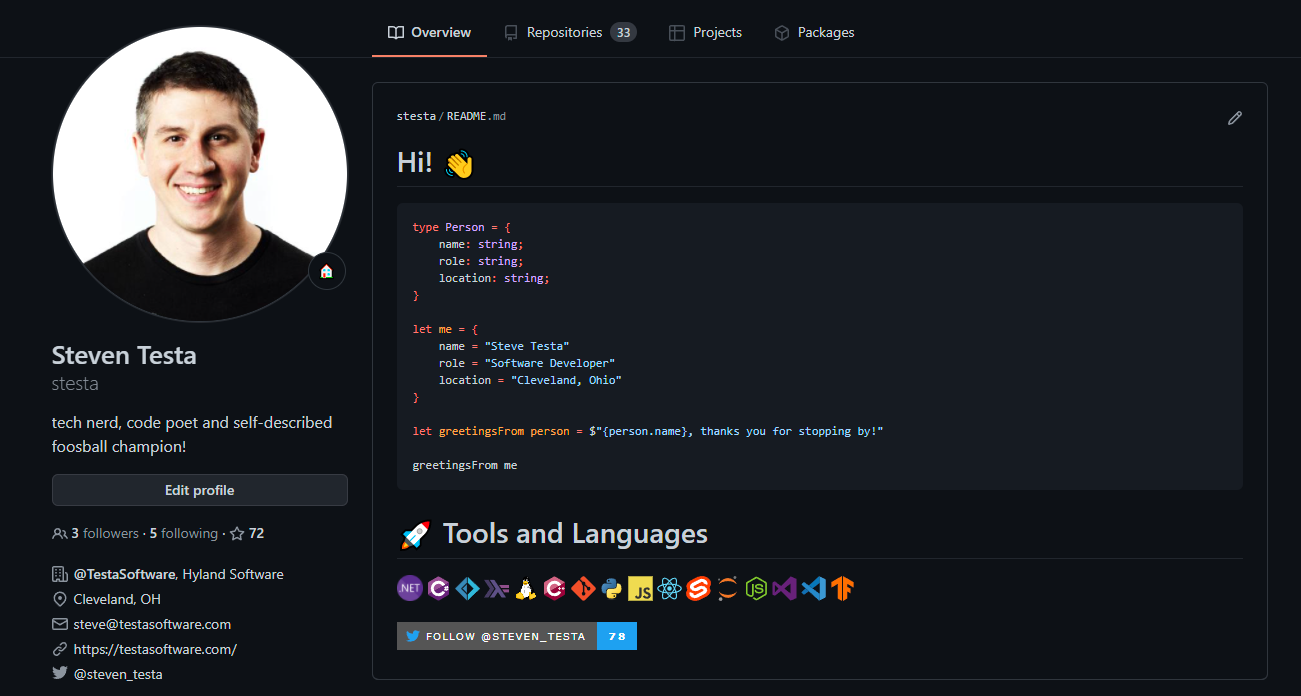 Overview
Repositories 33
Projects
Packages
Steven Testa
stesta
tech nerd, code poet and self-described
foosball champion!
Edit profile
3 followers · 5 following · 72
@TestaSoftware, Hyland Software
Cleveland, OH
steve@testasoftware.com
https://testasoftware.com/
@steven_testa
stesta/README.md
Hi! 👋
type Person = {
    name: string;
    role: string;
    location: string;
}
let me = {
    name = "Steve Testa"
    role = "Software Developer"
    location = "Cleveland, Ohio"
}
let greetingsFrom person = $"{person.name}, thanks you for stopping by!"
greetingsFrom me
🚀 Tools and Languages
.NET C# C++ JS JS
FOLLOW @STEVEN_TESTA 78